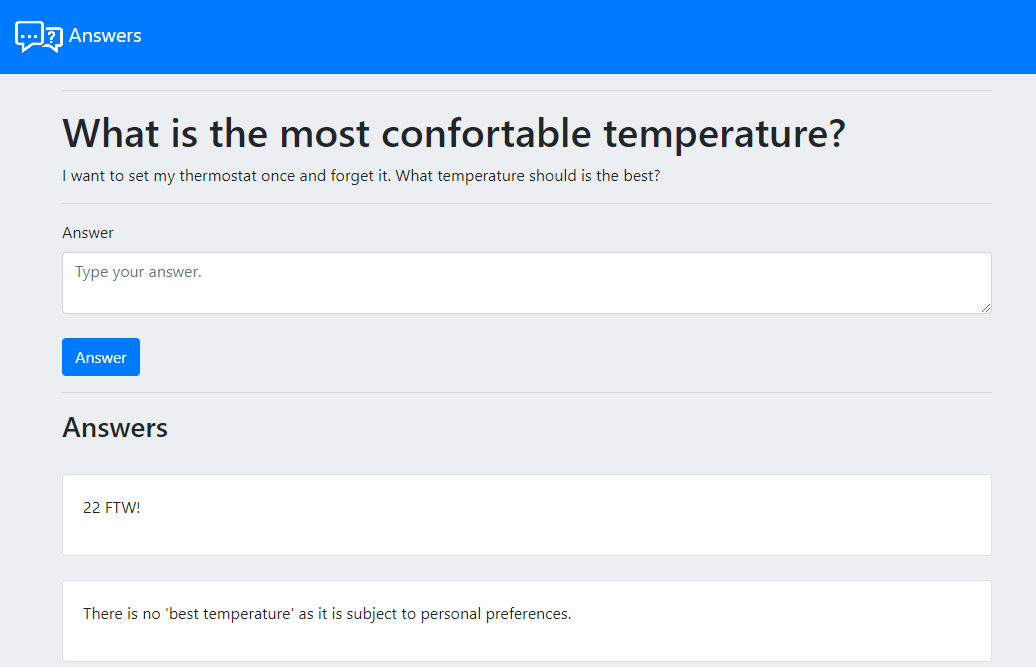 Answers
What is the most confortable temperature?
I want to set my thermostat once and forget it. What temperature should is the best?
Answer
Type your answer.
Answer
Answers
22 FTW!
There is no 'best temperature' as it is subject to personal preferences.